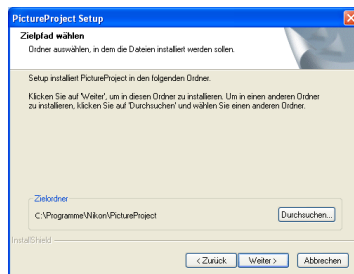 PictureProject Setup
Zielpfad wählen
Ordner auswählen, in dem die Dateien installiert werden sollen.
Setup installiert PictureProject in den folgenden Ordner.
Klicken Sie auf 'Weiter', um in diesen Ordner zu installieren. Um in einen anderen Ordner
zu installieren, klicken Sie auf 'Durchsuchen' und wählen Sie einen anderen Ordner.
Zielordner
C:\Programme\Nikon\PictureProject
Durchsuchen...
InstallShield
< Zurück
Weiter >
Abbrechen